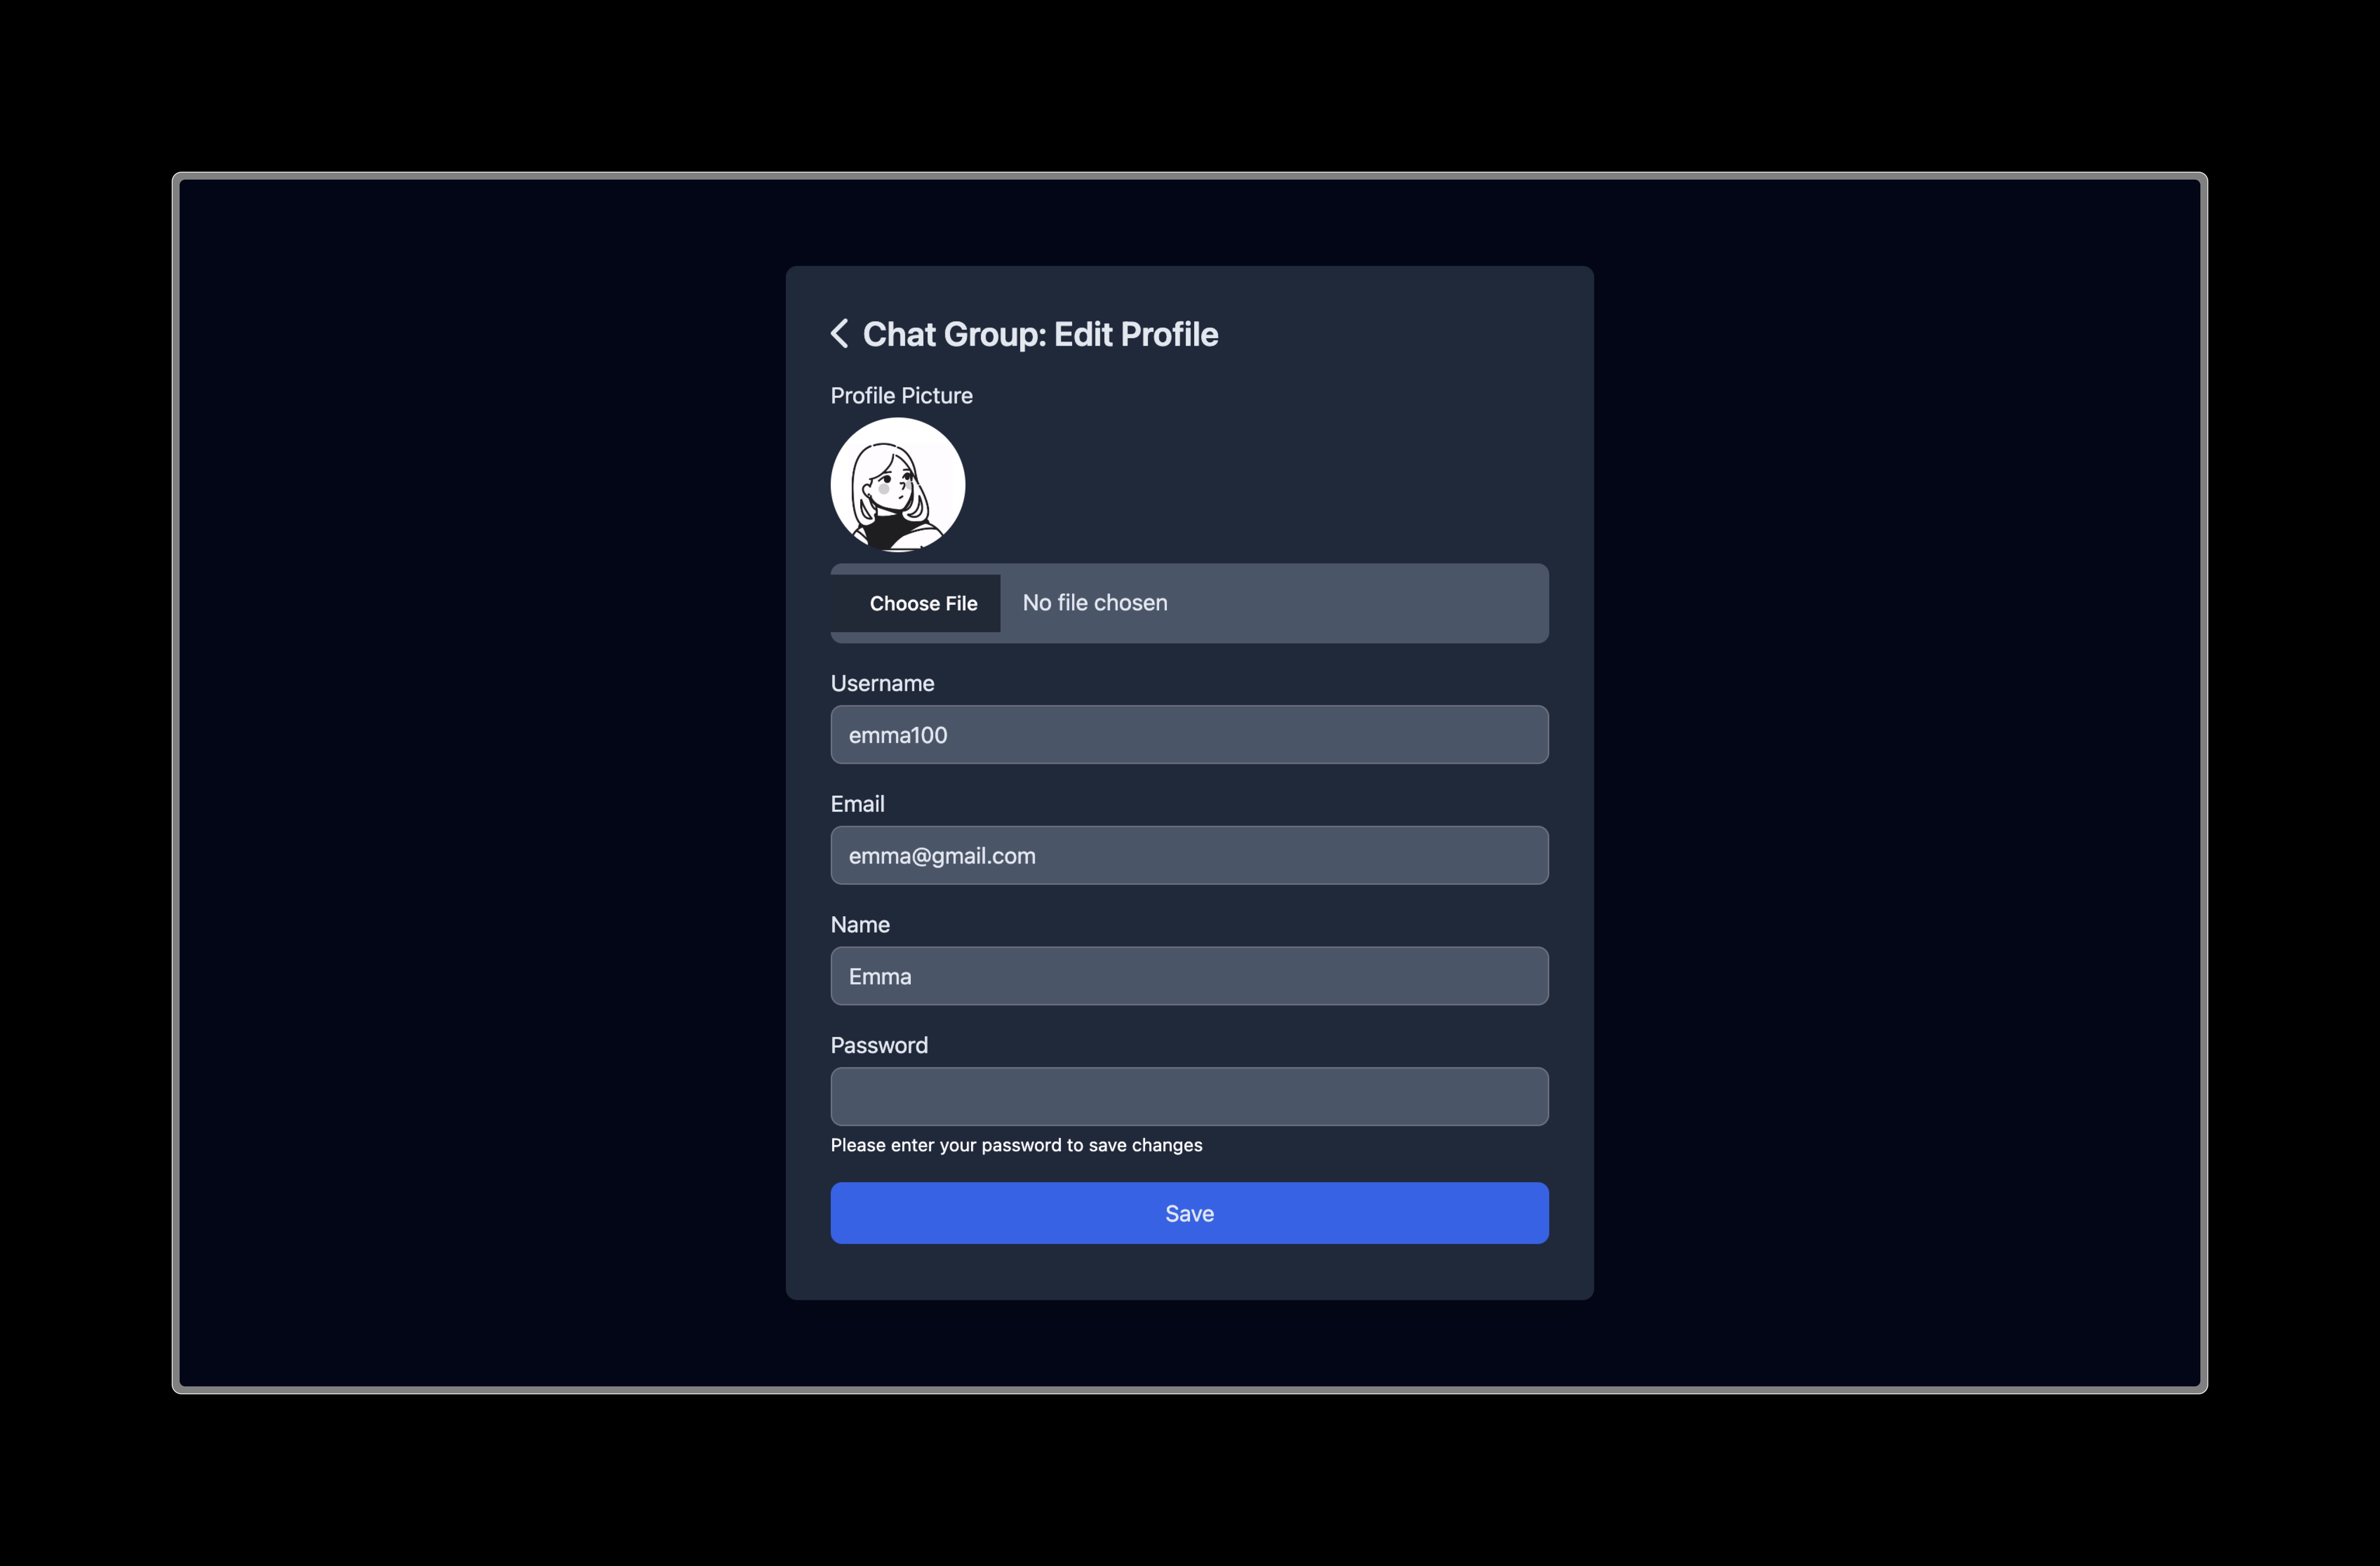 Chat Group: Edit Profile
Profile Picture
Choose File No file chosen
Username
emma100
Email
emma@gmail.com
Name
Emma
Password
Please enter your password to save changes
Save